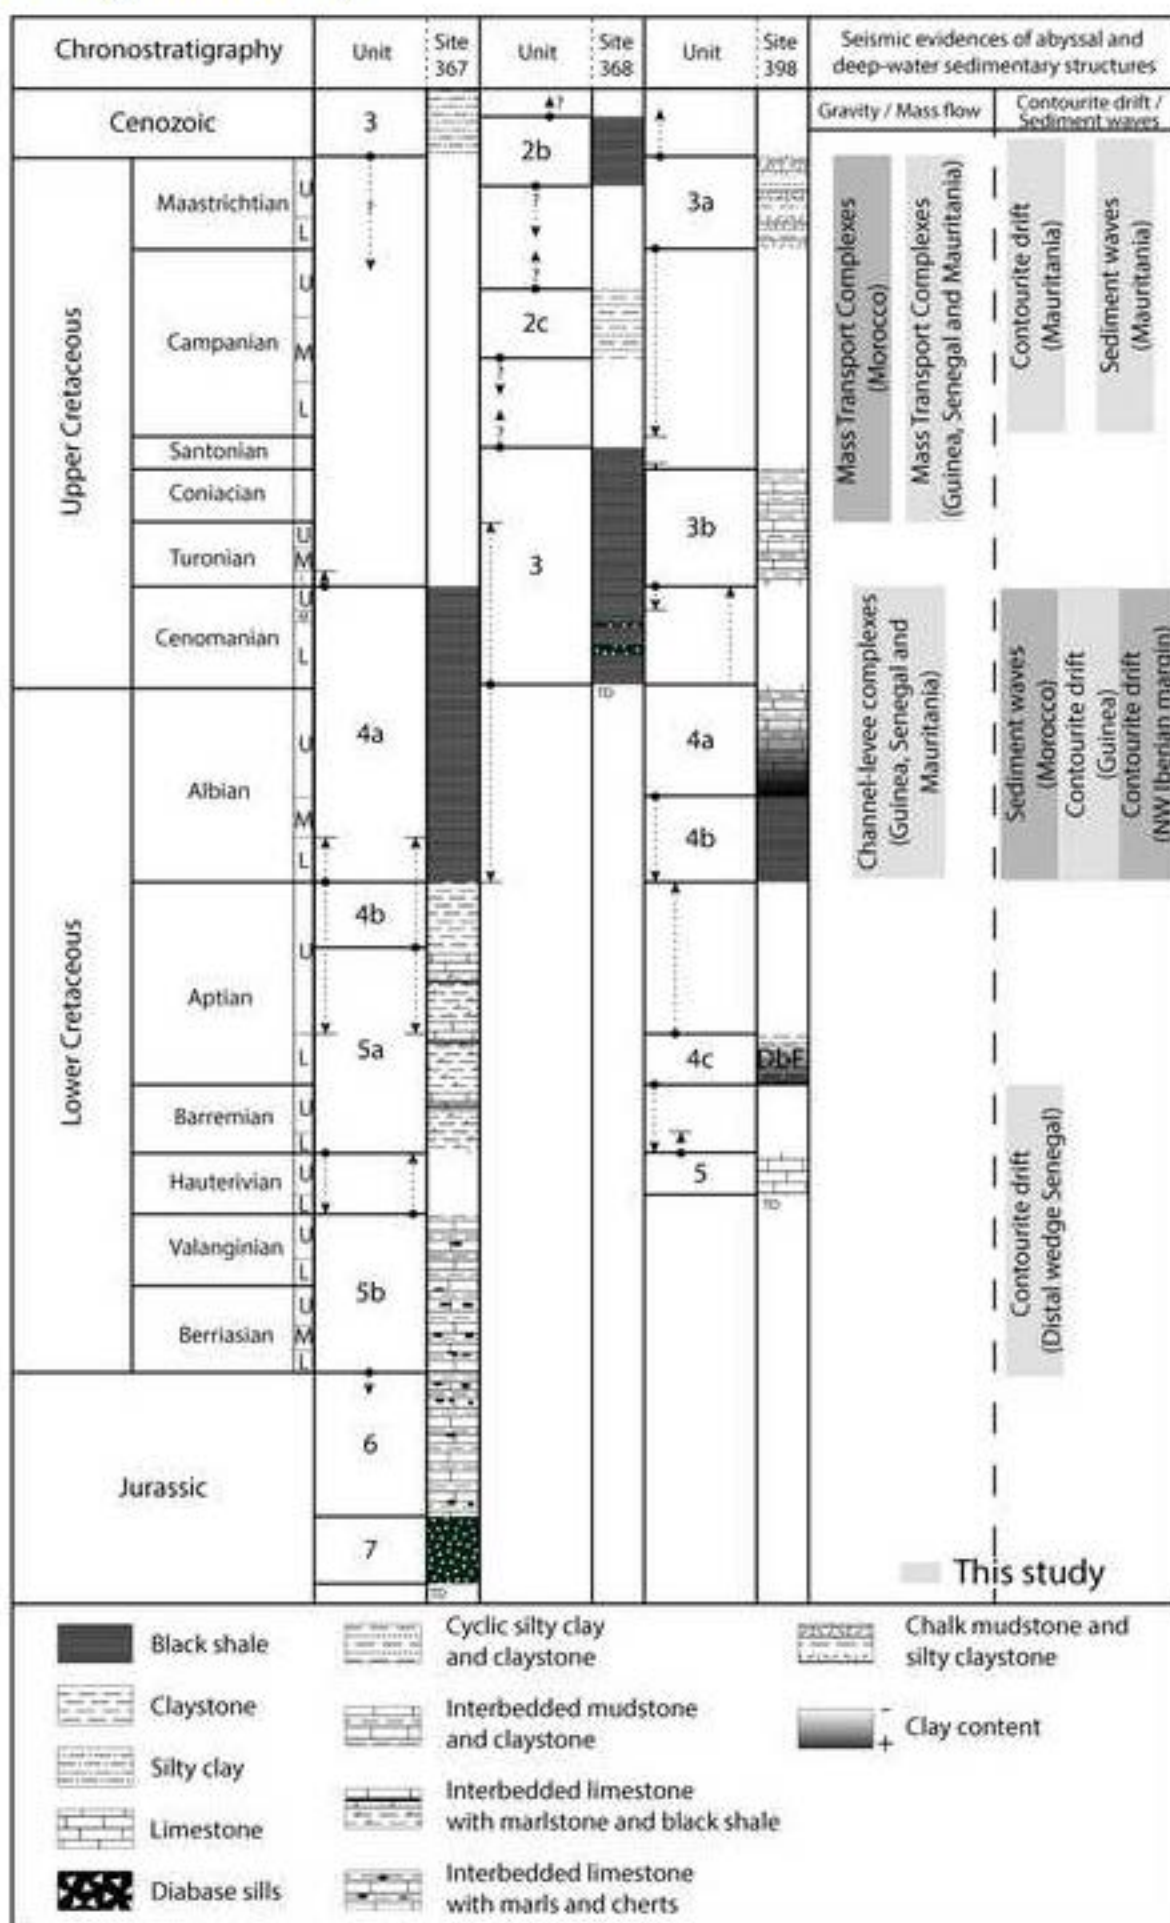 Chronostratigraphy
Unit
Site
367
Unit
Site
368
Unit
Site
398
Seismic evidences of abyssal and
deep-water sedimentary structures
Gravity / Mass flow
Contourite drift /
Sediment waves
Cenozoic
3
2b
Upper Cretaceous
Maastrichtian
U
L
?
?
?
?
3a
Campanian
U
M
L
2c
?
?
Santonian
Coniacian
Turonian
U
M
3
3b
Cenomanian
U
L
TD
Lower Cretaceous
Albian
U
M
L
4a
4a
4b
Aptian
U
L
4b
5a
4c
DbF
Barremian
U
L
Hauterivian
U
L
5
TD
Valanginian
U
L
5b
Berriasian
U
M
L
Jurassic
6
7
TD
Mass Transport Complexes
(Morocco)
Mass Transport Complexes
(Guinea, Senegal and Mauritania)
Contourite drift
(Mauritania)
Sediment waves
(Mauritania)
Channel-levee complexes
(Guinea, Senegal and
Mauritania)
Sediment waves
(Morocco)
Contourite drift
(Guinea)
Contourite drift
(NW Iberian margin)
Contourite drift
(Distal wedge Senegal)
This study
Black shale
Claystone
Silty clay
Limestone
Diabase sills
Cyclic silty clay
and claystone
Interbedded mudstone
and claystone
Interbedded limestone
with marlstone and black shale
Interbedded limestone
with marls and cherts
Chalk mudstone and
silty claystone
-
+
Clay content